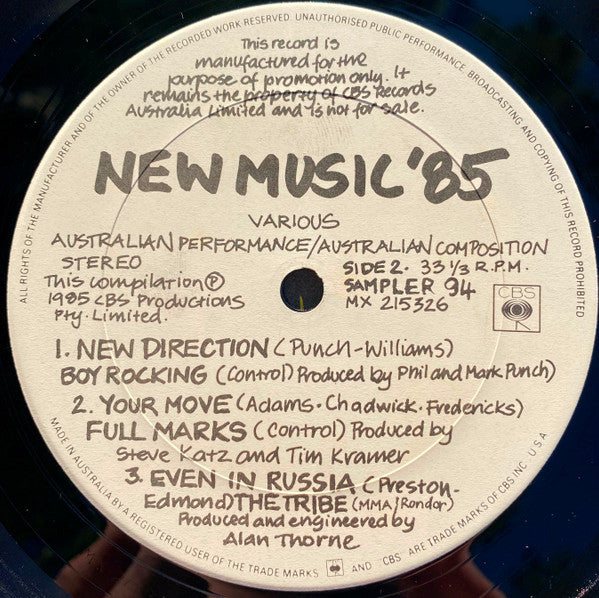 ALL RIGHTS OF THE MANUFACTURER AND OF THE OWNER OF THE RECORDED WORK RESERVED. UNAUTHORISED PUBLIC PERFORMANCE, BROADCASTING AND COPYING OF THIS RECORD PROHIBITED
This record is
manufactured for the
purpose of promotion only. It
remains the property of CBS Records
Australia Limited and is not for sale.
NEW MUSIC '85
VARIOUS
AUSTRALIAN PERFORMANCE/AUSTRALIAN COMPOSITION
STEREO
This compilation Ⓟ
1985 CBS Productions
Pty. Limited.
SIDE 2. 33 1/3 R.P.M.
SAMPLER 94
MX 215326
CBS
1. NEW DIRECTION (Punch-Williams)
BOY ROCKING (Control) Produced by Phil and Mark Punch)
2. YOUR MOVE (Adams. Chadwick. Fredericks)
FULL MARKS (Control) Produced by
Steve Katz and Tim Kramer
3. EVEN IN RUSSIA (Preston-
Edmond) THE TRIBE (MMA/Rondor)
Produced and engineered by
Alan Thorne
MADE IN AUSTRALIA BY A REGISTERED USER OF THE TRADE MARKS AND CBS ARE TRADE MARKS OF CBS INC. U.S.A